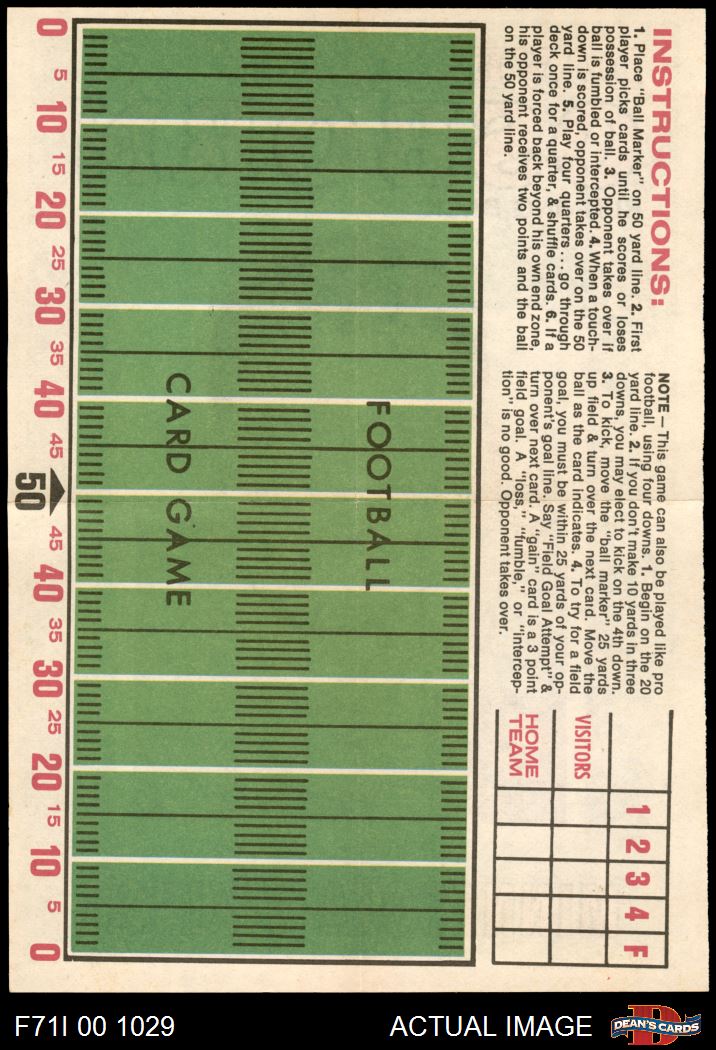 INSTRUCTIONS:
1. Place "Ball Marker" on 50 yard line. 2. First
player picks cards until he scores or loses
possession of ball. 3. Opponent takes over if
ball is fumbled or intercepted. 4. When a touch-
down is scored, opponent takes over on the 50
yard line. 5. Play four quarters . . . go through
deck once for a quarter, & shuffle cards. 6. If a
player is forced back beyond his own end zone,
his opponent receives two points and the ball
on the 50 yard line.
NOTE — This game can also be played like pro
football, using four downs. 1. Begin on the 20
yard line. 2. If you don't make 10 yards in three
downs, you may elect to kick on the 4th down.
3. To kick, move the "ball marker" 25 yards
up field & turn over the next card. Move the
ball as the card indicates. 4. To try for a field
goal, you must be within 25 yards of your op-
ponent's goal line. Say "Field Goal Attempt" &
turn over next card. A "gain" card is a 3 point
field goal. A "loss," "fumble," or "intercep-
tion" is no good. Opponent takes over.
1 2 3 4 F
VISITORS
HOME
TEAM
FOOTBALL
CARD GAME
0 5 10 15 20 25 30 35 40 45 50 45 40 35 30 25 20 15 10 5 0
F71I 00 1029
ACTUAL IMAGE
D
DEAN'S CARDS